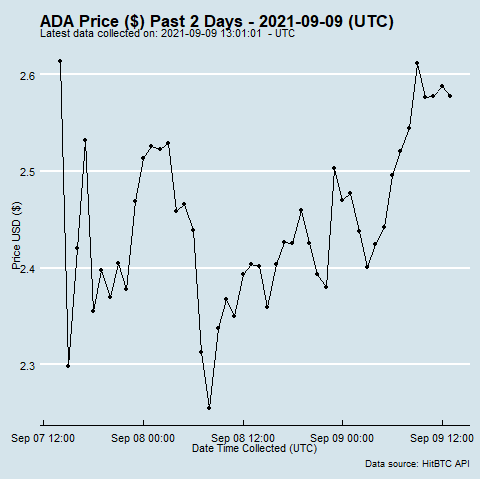 ADA Price ($) Past 2 Days - 2021-09-09 (UTC)
Latest data collected on: 2021-09-09 13:01:01  - UTC
2.6
2.5
2.4
2.3
Price USD ($)
Sep 07 12:00 Sep 08 00:00 Sep 08 12:00 Sep 09 00:00 Sep 09 12:00
Date Time Collected (UTC)
Data source: HitBTC API